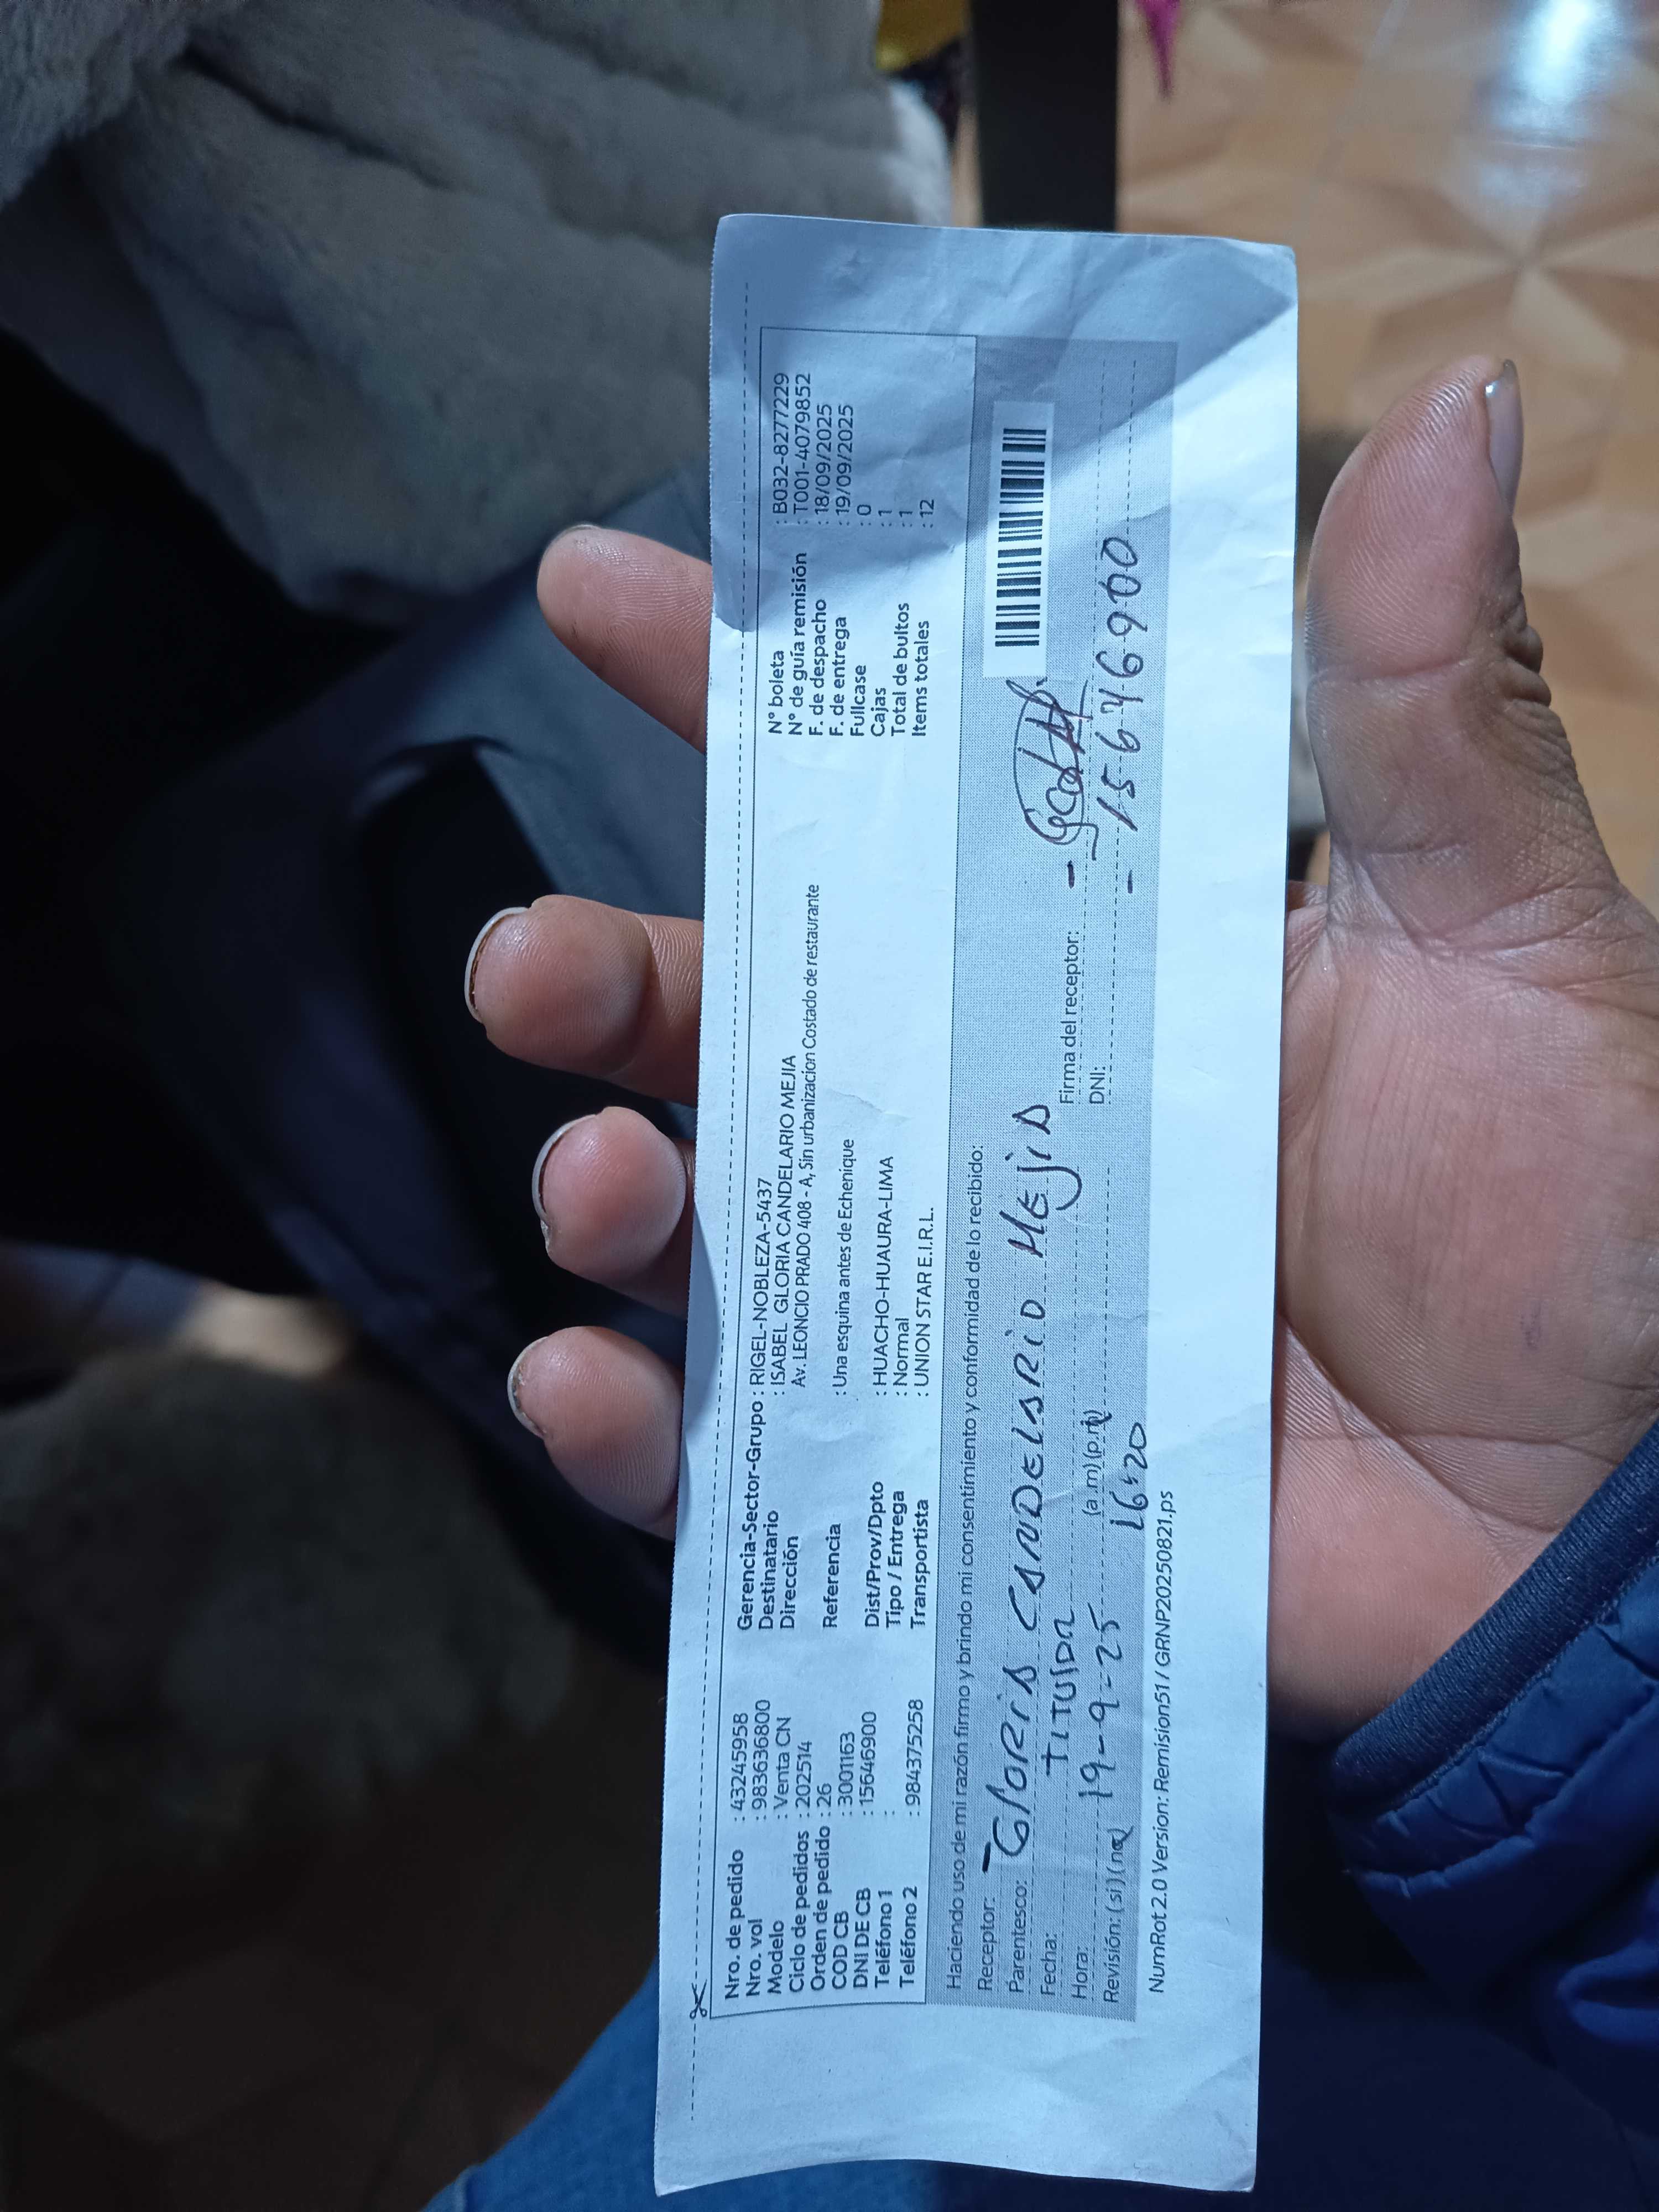 Nro. de pedido : 43245958
Nro. vol : 983636800
Modelo : Venta CN
Ciclo de pedidos : 202514
Orden de pedido : 26
COD CB : 3001163
DNI DE CB : 15646900
Teléfono 1 :
Teléfono 2 : 984375258
Gerencia-Sector-Grupo : RIGEL-NOBLEZA-5437
Destinatario : ISABEL GLORIA CANDELARIO MEJIA
Dirección Av. LEONCIO PRADO 408 - A, Sin urbanizacion Costado de restaurante
Referencia : Una esquina antes de Echenique
Dist/Prov/Dpto : HUACHO-HUAURA-LIMA
Tipo / Entrega : Normal
Transportista : UNION STAR E.I.R.L.
N° boleta : B032-8277229
N° de guía remisión : T001-4079852
F. de despacho : 18/09/2025
F. de entrega : 19/09/2025
Fullcase : 0
Cajas : 1
Total de bultos : 1
Items totales : 12
Haciendo uso de mi razón firmo y brindo mi consentimiento y conformidad de lo recibido:
Receptor: GlORiA CANDElARiO MEjiA
Parentesco: TiTUlAR
Fecha: 19-9-25
Hora: (a.m) (p.m) 16:20
Revisión: (si) (no)
Firma del receptor:
DNI: 15646900
NumRot 2.0 Version: Remision51 / GRNP20250821.ps